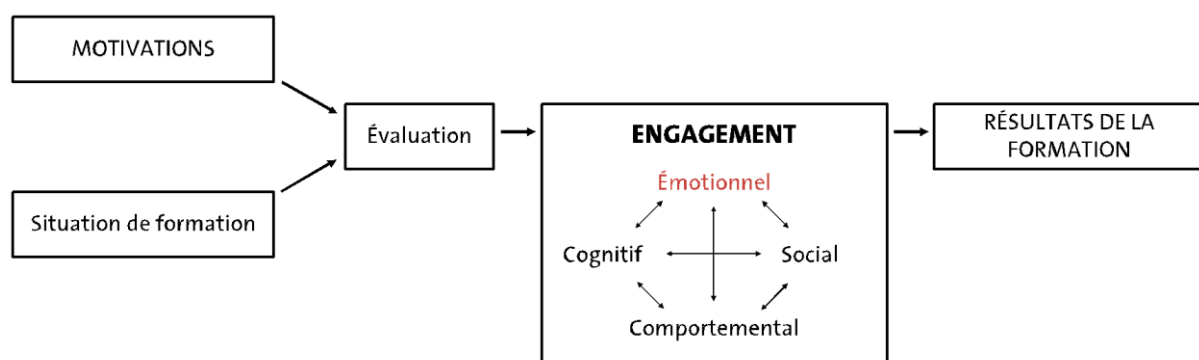 MOTIVATIONS
Situation de formation
Évaluation
ENGAGEMENT
Émotionnel
Cognitif
Social
Comportemental
RÉSULTATS DE LA
FORMATION